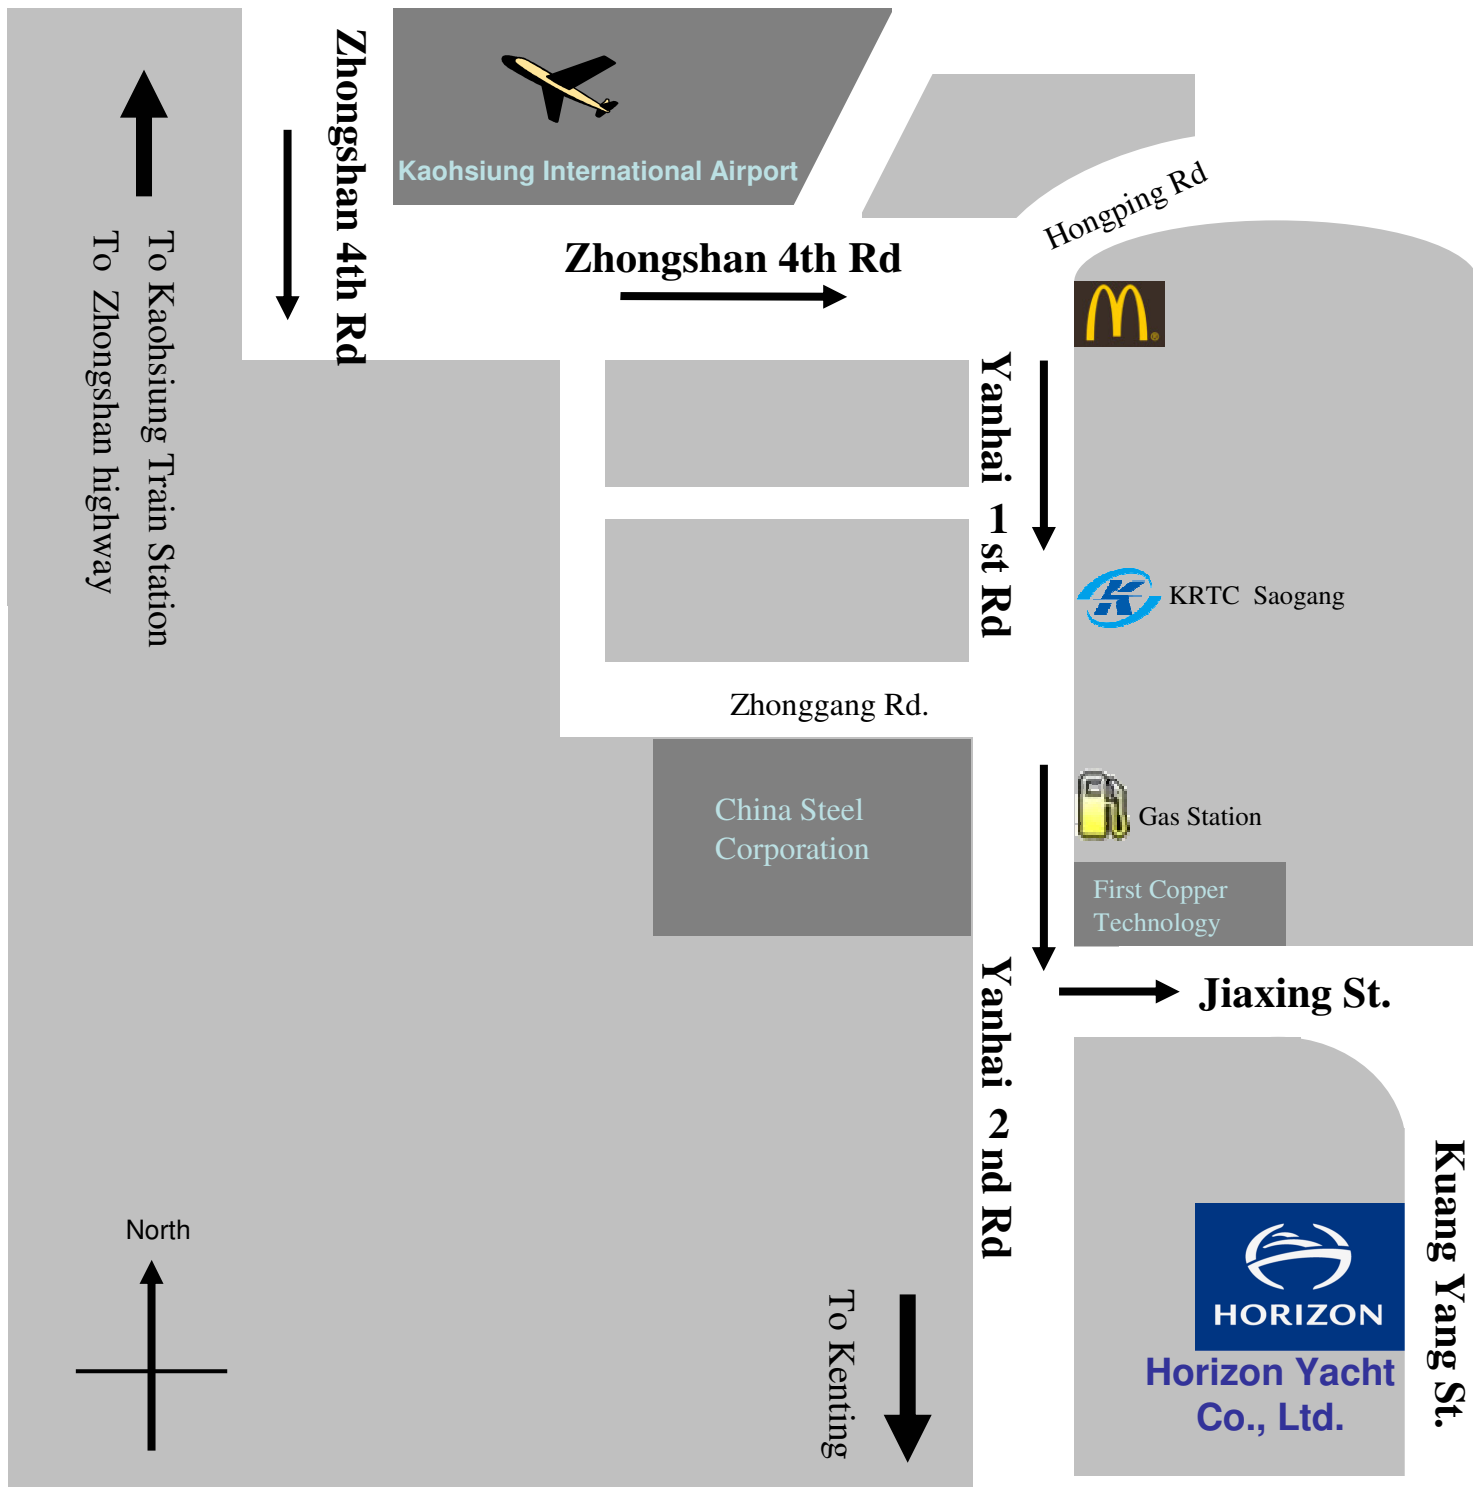 Zhongshan 4th Rd
Kaohsiung International Airport
Hongping Rd
To Kaohsiung Train Station
To Zhongshan highway
Zhongshan 4th Rd
M
®
Yanhai 1st Rd
KRTC Saogang
Zhonggang Rd.
China Steel
Corporation
Gas Station
First Copper
Technology
Yanhai 2nd Rd
Jiaxing St.
Kuang Yang St.
North
To Kenting
HORIZON
Horizon Yacht
Co., Ltd.